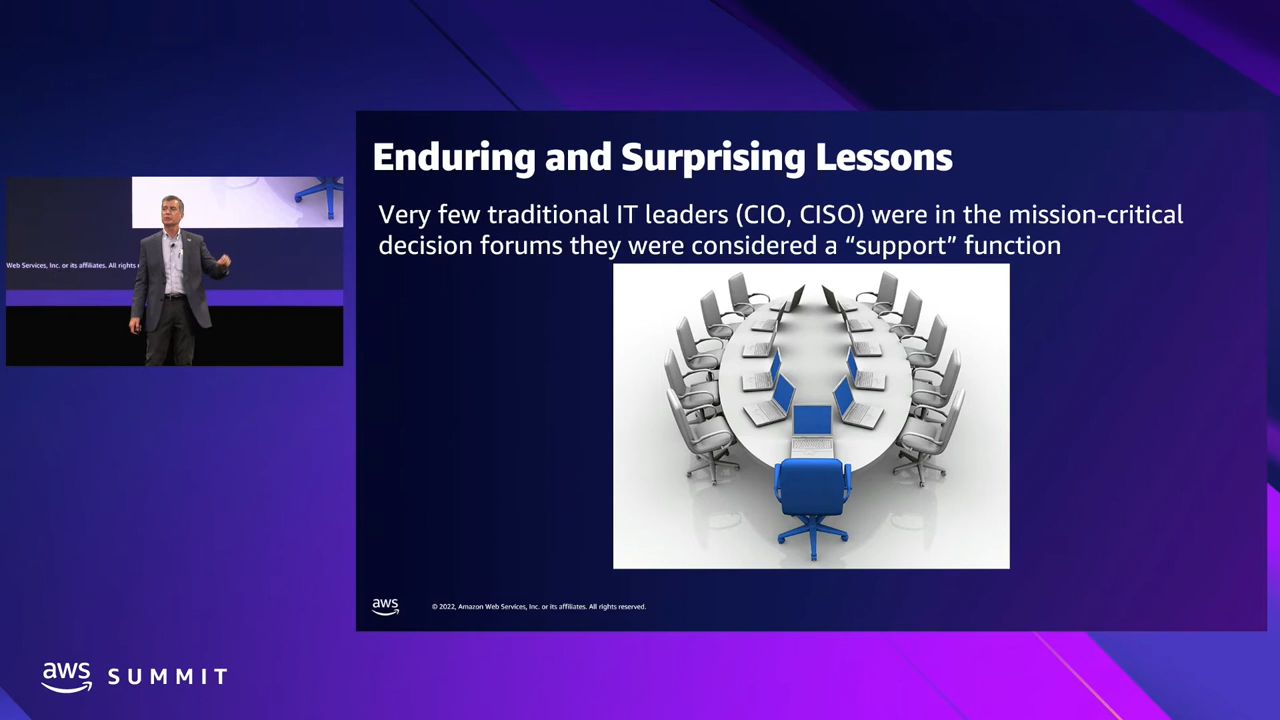 Enduring and Surprising Lessons
Very few traditional IT leaders (CIO, CISO) were in the mission-critical
decision forums they were considered a “support” function
Web Services, Inc. or its affiliates. All rights r
aws
© 2022, Amazon Web Services, Inc. or its affiliates. All rights reserved.
aws SUMMIT